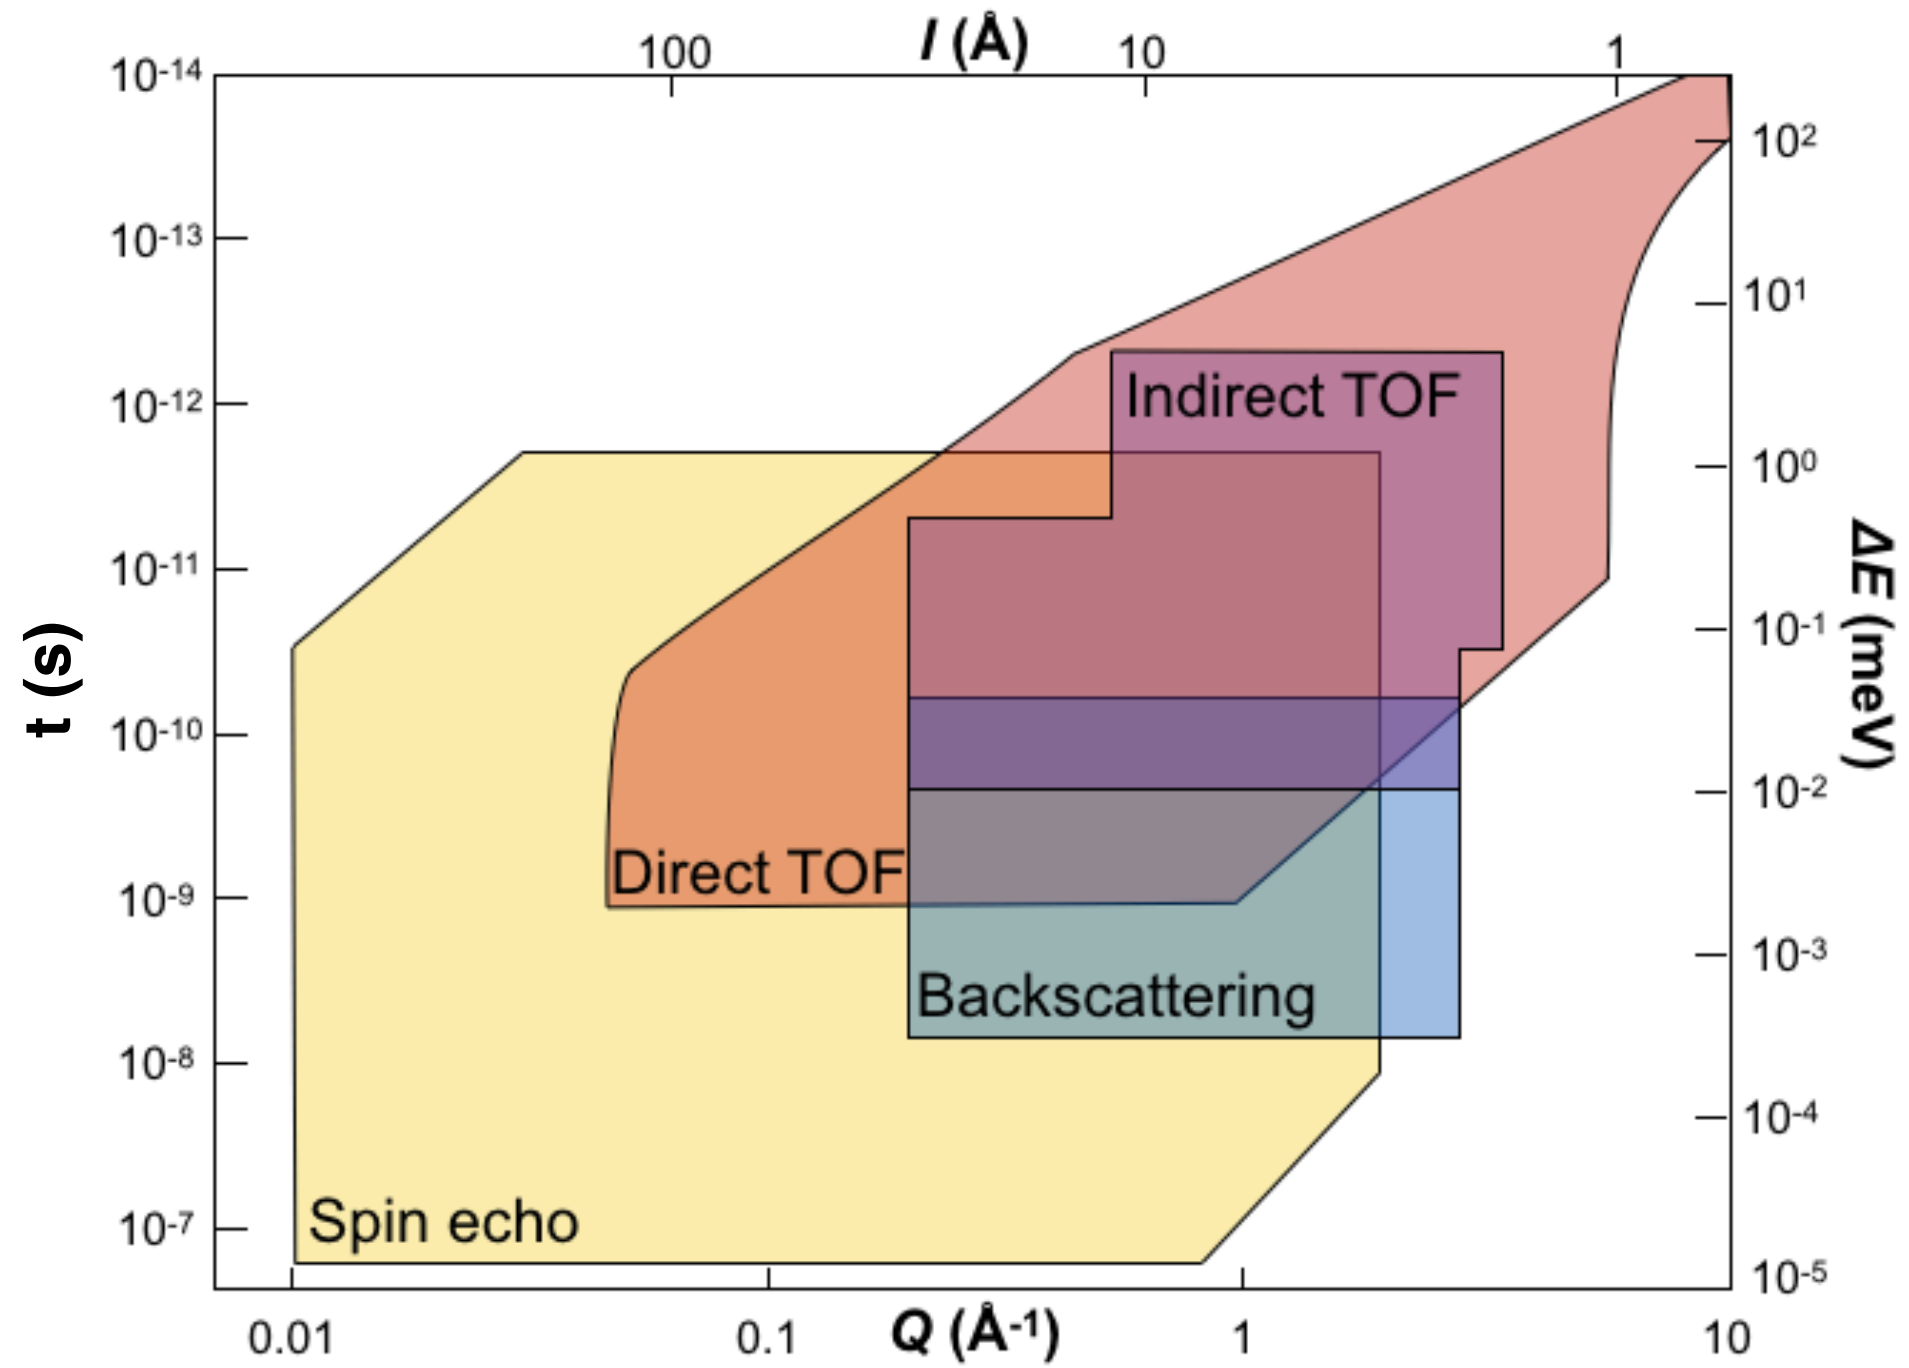 100 l (Å) 10 1
10-14
10-13
10-12
10-11
10-10
10-9
10-8
10-7
t (s)
Indirect TOF
Direct TOF
Backscattering
Spin echo
10²
10¹
10⁰
10-1
10-2
10-3
10-4
10-5
ΔE (meV)
0.01 0.1 Q (Å-1) 1 10